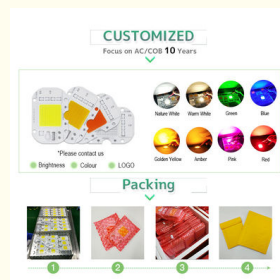 CUSTOMIZED
Focus on AC/COB 10 Years
Nature White Warm White Green Blue
*Please contact us
Golden Yellow Amber Pink Red
Brightness Colour LOGO
Packing
1 2 3 4